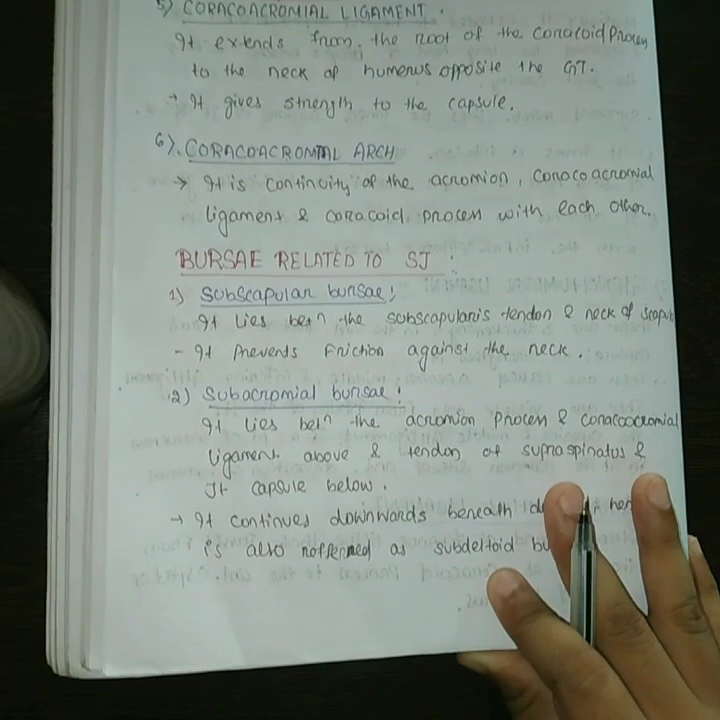 5) CORACOACROMIAL LIGAMENT.
It extends from the root of the coracoid Process
to the neck of humerus opposite the GT.
→ It gives strength to the capsule.
6). CORACOACROMIAL ARCH
→ It is continuity of the acromion, coracoacromial
ligament & coracoid process with each other.
BURSAE RELATED TO SJ:
1) Subscapular bursae;
It lies betn the subscapularis tendon & neck of scapula
- It Prevents Friction against the neck.
2) Subacromial bursae:
It lies betn the acromion process & coracoacromial
ligament above & tendon of supraspinatus &
Jt capsule below.
→ It continues downwards beneath
is also reffered as subdeltoid